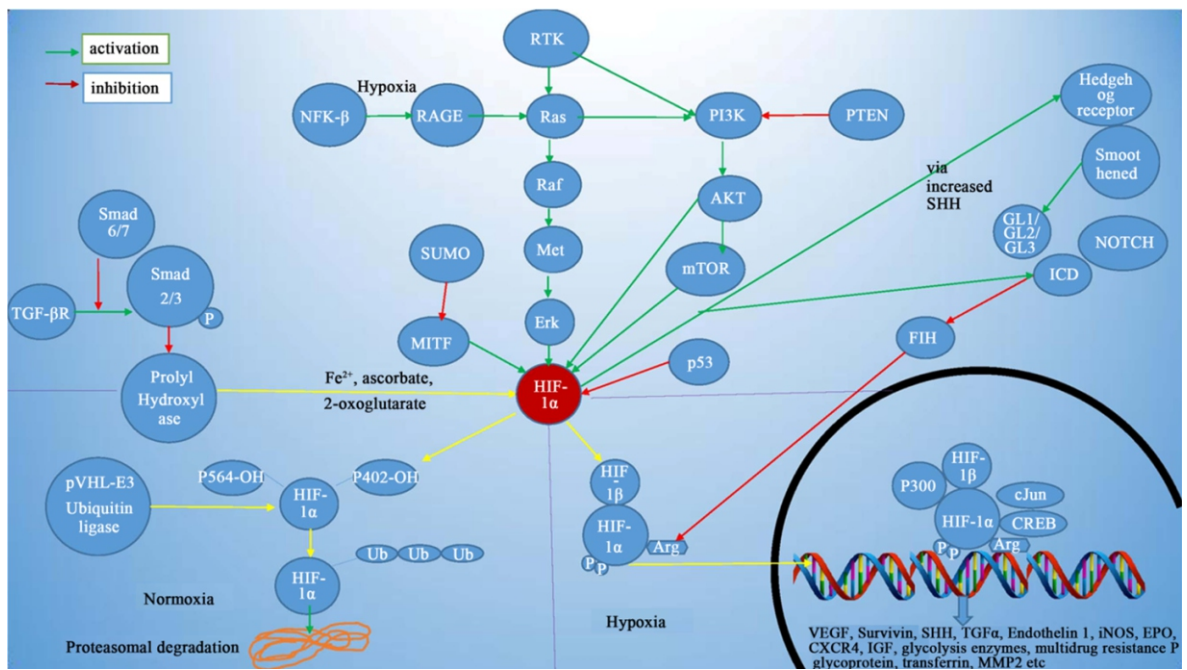 activation
inhibition
RTK
Hypoxia
NFK-β
RAGE
Ras
PI3K
PTEN
Hedgeh
og
receptor
Smoot
hened
via
increased
SHH
Raf
AKT
GL1/
GL2/
GL3
NOTCH
Smad
6/7
SUMO
Met
mTOR
ICD
Smad
2/3
P
TGF-βR
MITF
Erk
p53
FIH
Prolyl
Hydroxyl
ase
Fe²⁺, ascorbate,
2-oxoglutarate
HIF-
1α
P564-OH
P402-OH
pVHL-E3
Ubiquitin
ligase
HIF-
1α
HIF
-
1β
HIF-
1α
Arg
P
P
HIF-
1β
P300
cJun
HIF-1α
CREB
P
P
Arg
Ub
Ub
Ub
HIF-
1α
Normoxia
Hypoxia
Proteasomal degradation
VEGF, Survivin, SHH, TGFα, Endothelin 1, iNOS, EPO,
CXCR4, IGF, glycolysis enzymes, multidrug resistance P
glycoprotein, transferrin, MMP2 etc